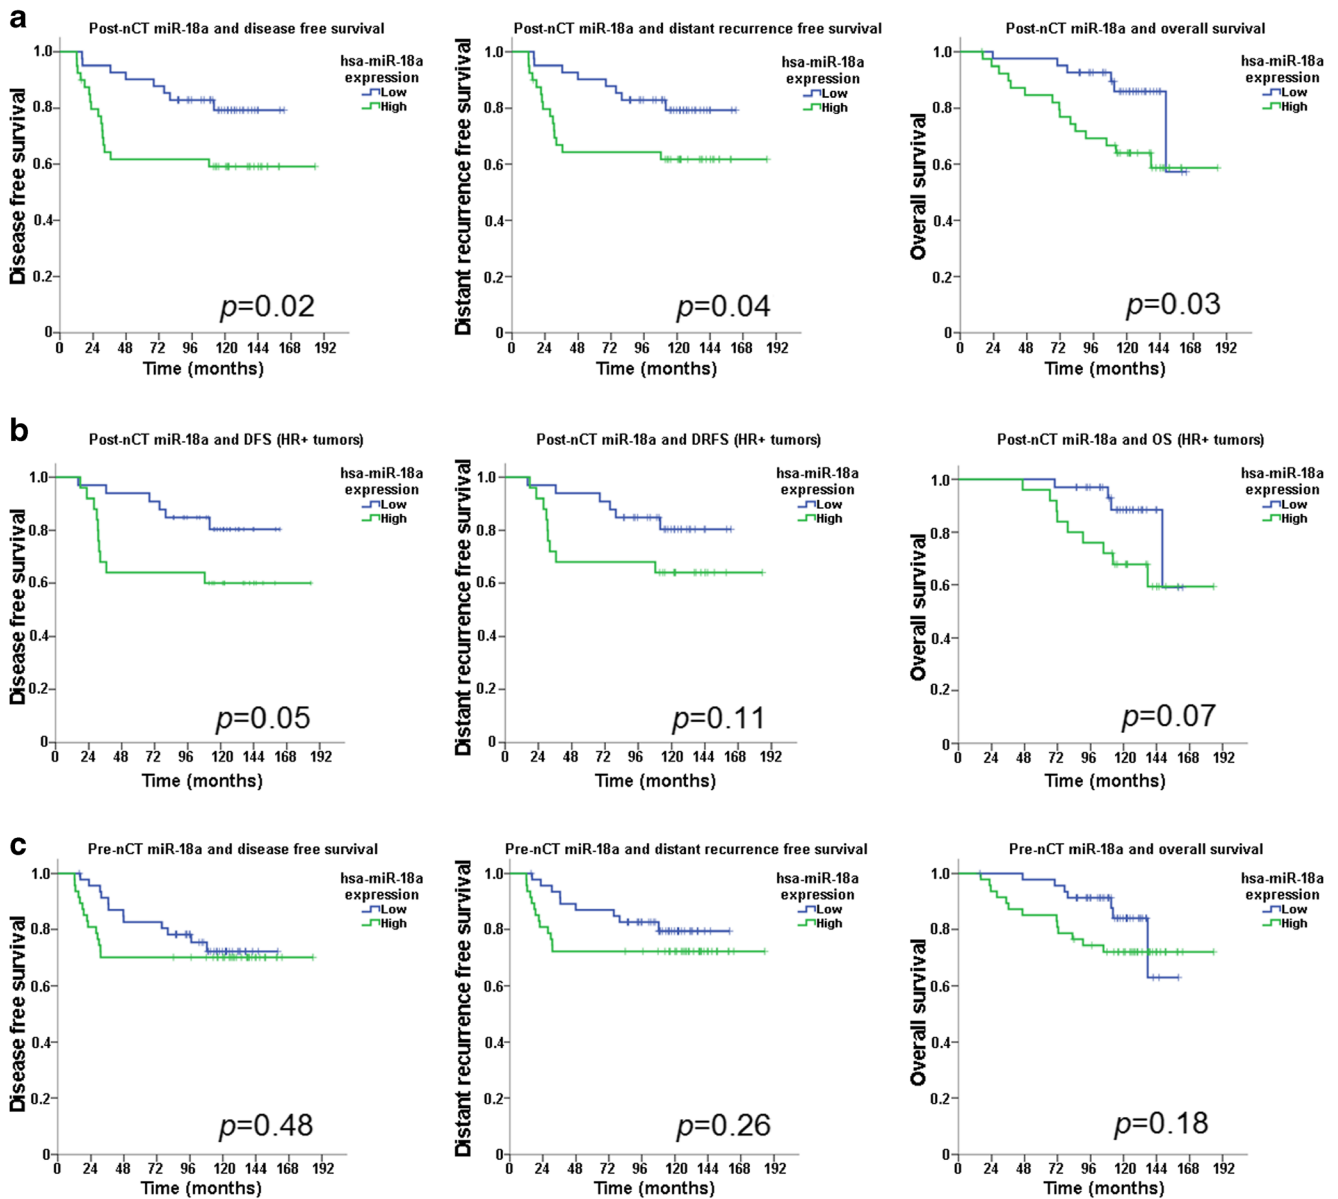 a
Post-nCT miR-18a and disease free survival
hsa-miR-18a
expression
Low
High
Disease free survival
1.0
0.8
0.6
0.4
0.2
0
p=0.02
0 24 48 72 96 120 144 168 192
Time (months)
Post-nCT miR-18a and distant recurrence free survival
hsa-miR-18a
expression
Low
High
Distant recurrence free survival
1.0
0.8
0.6
0.4
0.2
0
p=0.04
0 24 48 72 96 120 144 168 192
Time (months)
Post-nCT miR-18a and overall survival
hsa-miR-18a
expression
Low
High
Overall survival
1.0
0.8
0.6
0.4
0.2
0
p=0.03
0 24 48 72 96 120 144 168 192
Time (months)
b
Post-nCT miR-18a and DFS (HR+ tumors)
hsa-miR-18a
expression
Low
High
Disease free survival
1.0
0.8
0.6
0.4
0.2
0
p=0.05
0 24 48 72 96 120 144 168 192
Time (months)
Post-nCT miR-18a and DRFS (HR+ tumors)
hsa-miR-18a
expression
Low
High
Distant recurrence free survival
1.0
0.8
0.6
0.4
0.2
0
p=0.11
0 24 48 72 96 120 144 168 192
Time (months)
Post-nCT miR-18a and OS (HR+ tumors)
hsa-miR-18a
expression
Low
High
Overall survival
1.0
0.8
0.6
0.4
0.2
0
p=0.07
0 24 48 72 96 120 144 168 192
Time (months)
c
Pre-nCT miR-18a and disease free survival
hsa-miR-18a
expression
Low
High
Disease free survival
1.0
0.8
0.6
0.4
0.2
0
p=0.48
0 24 48 72 96 120 144 168 192
Time (months)
Pre-nCT miR-18a and distant recurrence free survival
hsa-miR-18a
expression
Low
High
Distant recurrence free survival
1.0
0.8
0.6
0.4
0.2
0
p=0.26
0 24 48 72 96 120 144 168 192
Time (months)
Pre-nCT miR-18a and overall survival
hsa-miR-18a
expression
Low
High
Overall survival
1.0
0.8
0.6
0.4
0.2
0
p=0.18
0 24 48 72 96 120 144 168 192
Time (months)